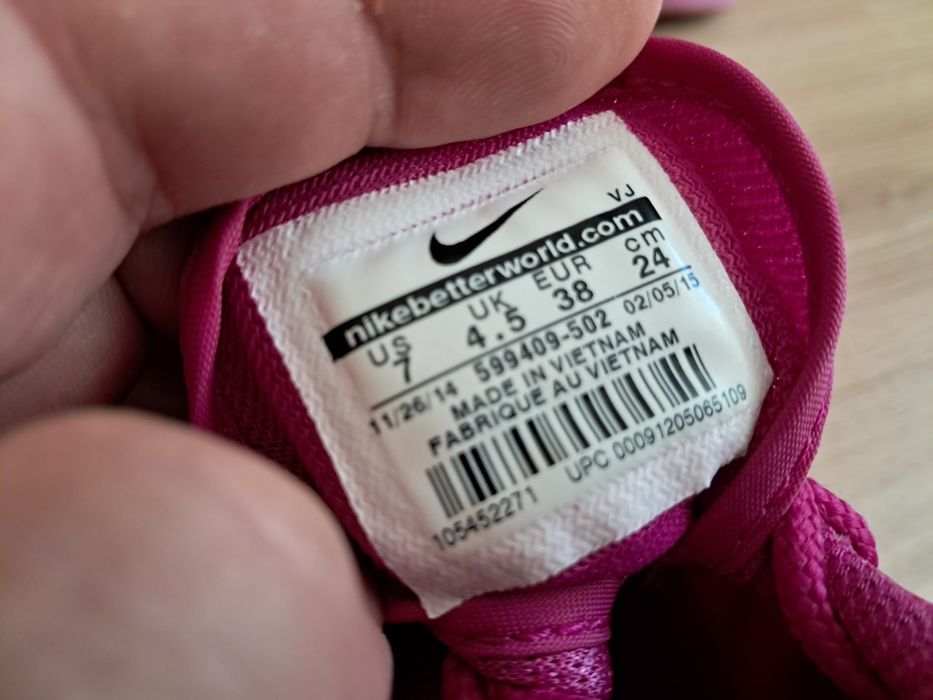 VJ
nikebetterworld.com
US UK EUR cm
7 4.5 38 24
11/26/14 599409-502 02/05/15
MADE IN VIETNAM
FABRIQUE AU VIETNAM
105452271 UPC 00091205065109